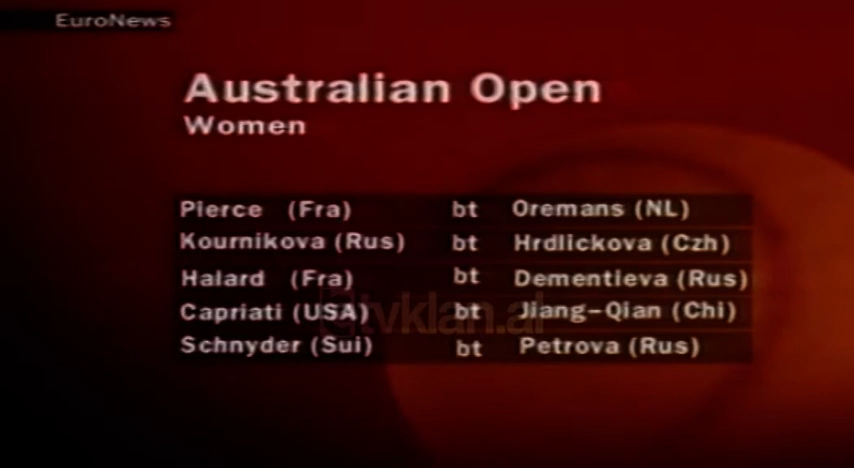 EuroNews
Australian Open
Women
Pierce (Fra) bt Oremans (NL)
Kournikova (Rus) bt Hrdlickova (Czh)
Halard (Fra) bt Dementieva (Rus)
Capriati (USA) bt Jiang-Qian (Chi)
tvklan.al
Schnyder (Sui) bt Petrova (Rus)